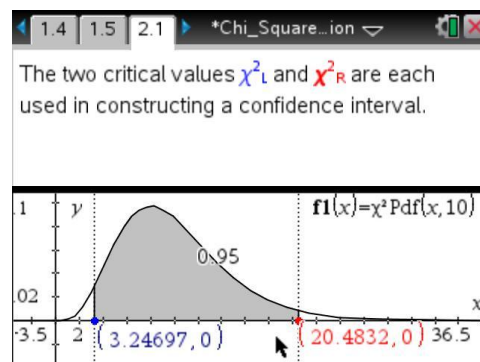 1.4 1.5 2.1 *Chi_Square…ion
The two critical values χ²L and χ²R are each
used in constructing a confidence interval.
.1 y f1(x)=χ²Pdf(x,10)
0.95
.02 x
-3.5 2 (3.24697,0) (20.4832,0) 36.5